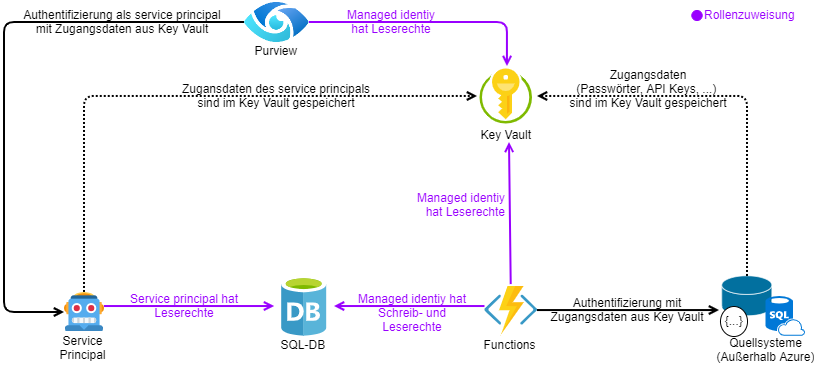 Authentifizierung als service principal
mit Zugangsdaten aus Key Vault
Purview
Managed identiy
hat Leserechte
Rollenzuweisung
Zugansdaten des service principals
sind im Key Vault gespeichert
Zugangsdaten
(Passwörter, API Keys, ...)
sind im Key Vault gespeichert
Key Vault
Managed identiy
hat Leserechte
Service principal hat
Leserechte
Managed identiy hat
Schreib- und
Leserechte
Authentifizierung mit
Zugangsdaten aus Key Vault
DB
{...}
SQL
Service
Principal
SQL-DB
Functions
Quellsysteme
(Außerhalb Azure)